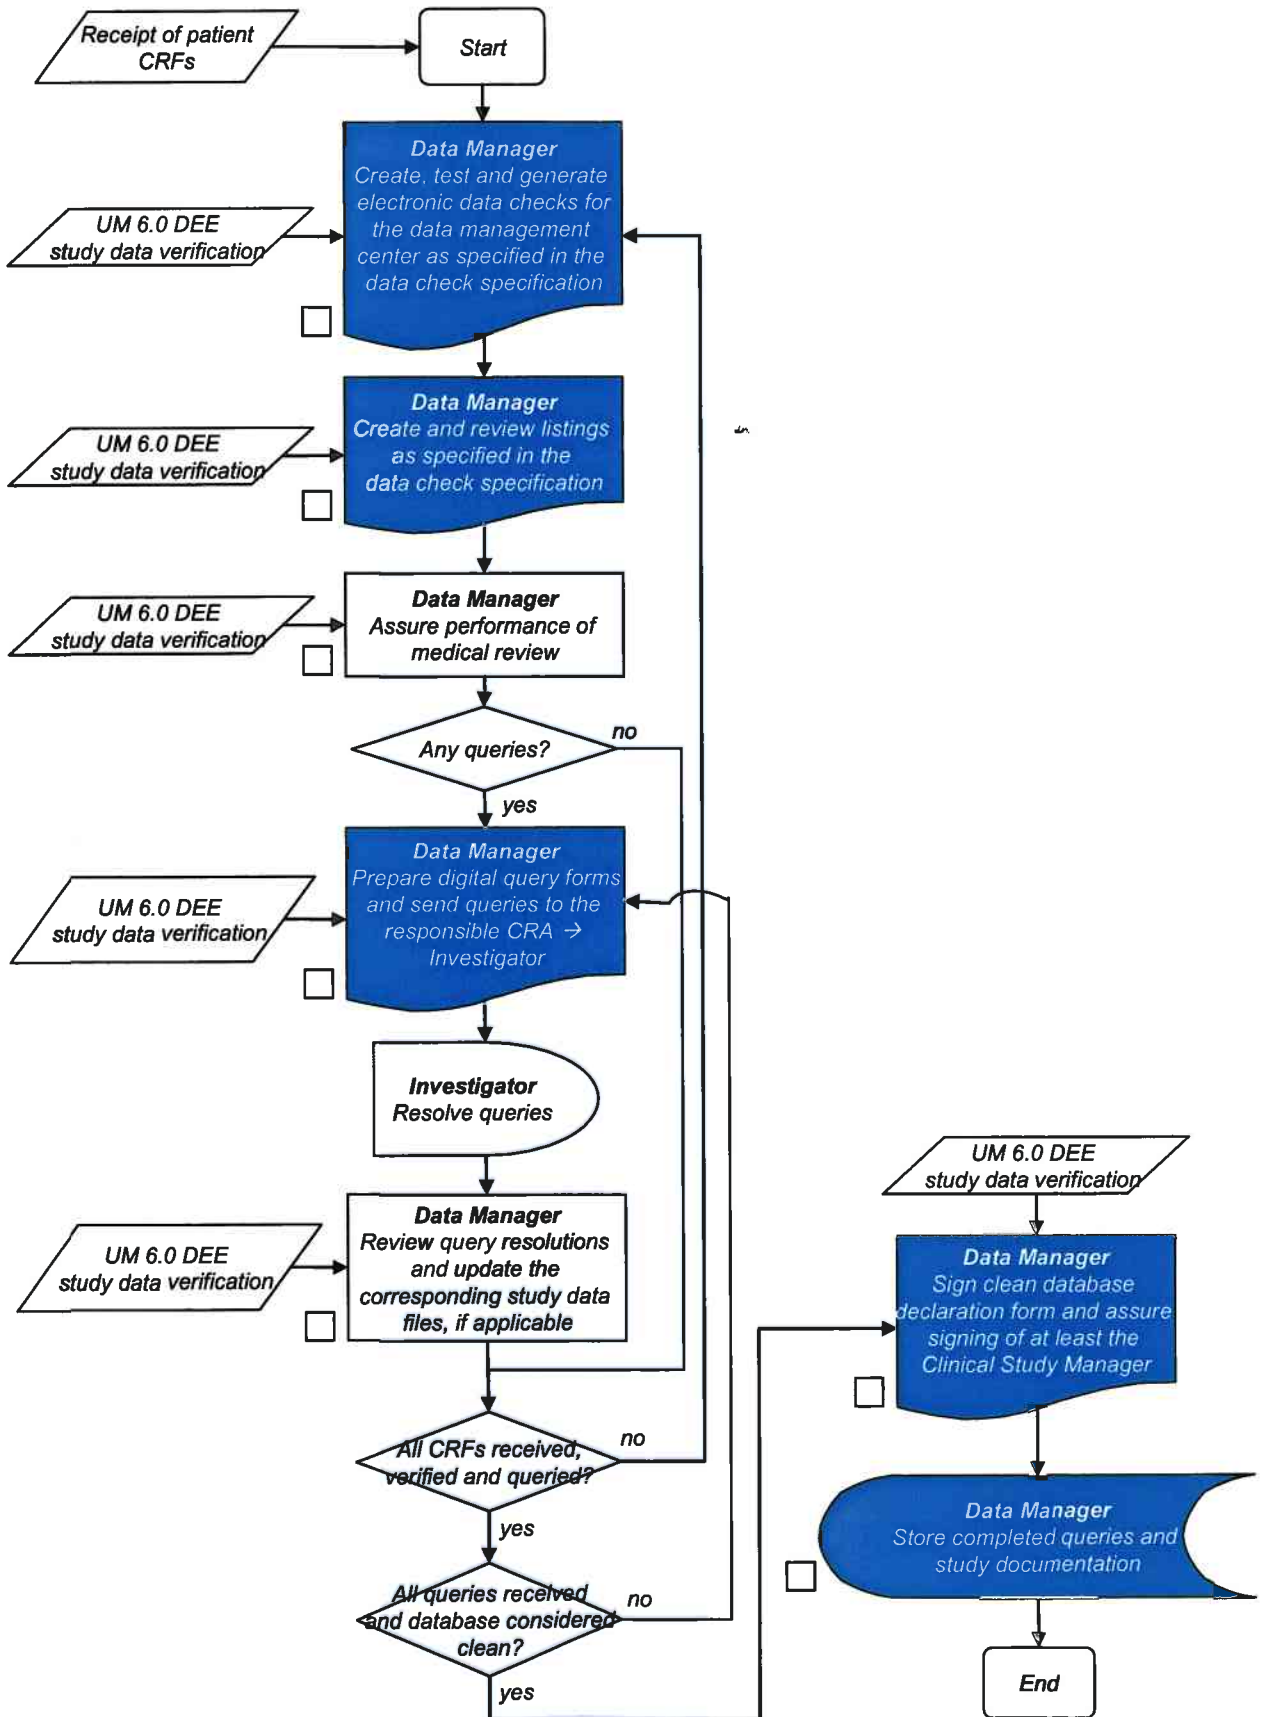 Receipt of patient
CRFs
Start
Data Manager
Create, test and generate
electronic data checks for
the data management
center as specified in the
data check specification
UM 6.0 DEE
study data verification
Data Manager
Create and review listings
as specified in the
data check specification
UM 6.0 DEE
study data verification
Data Manager
Assure performance of
medical review
UM 6.0 DEE
study data verification
Any queries?
no
yes
Data Manager
Prepare digital query forms
and send queries to the
responsible CRA →
Investigator
UM 6.0 DEE
study data verification
Investigator
Resolve queries
Data Manager
Review query resolutions
and update the
corresponding study data
files, if applicable
UM 6.0 DEE
study data verification
All CRFs received,
verified and queried?
no
yes
All queries received
and database considered
clean?
no
yes
UM 6.0 DEE
study data verification
Data Manager
Sign clean database
declaration form and assure
signing of at least the
Clinical Study Manager
Data Manager
Store completed queries and
study documentation
End